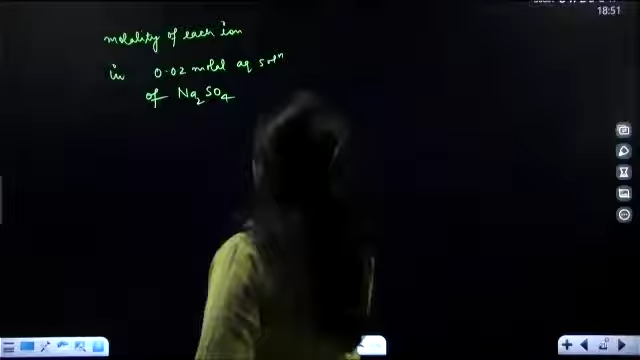 18:51
molality of each ion
in 0.02 molal aq solⁿ
of Na₂SO₄